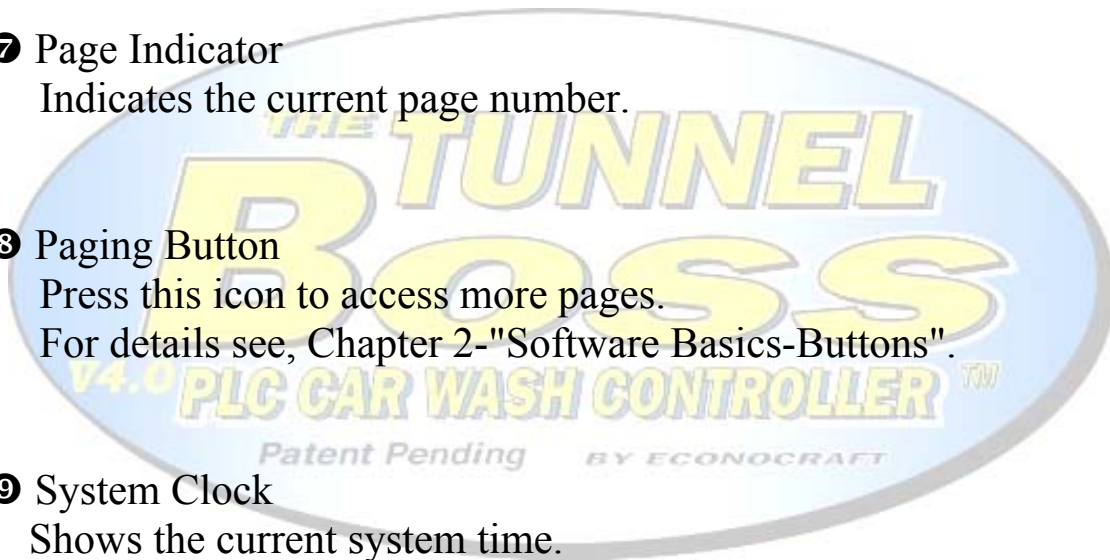 ❼ Page Indicator
Indicates the current page number.
THE TUNNEL
BOSS
❽ Paging Button
Press this icon to access more pages.
For details see, Chapter 2-"Software Basics-Buttons".
V4.0 PLC CAR WASH CONTROLLER TM
Patent Pending BY ECONOCRAFT
❾ System Clock
Shows the current system time.